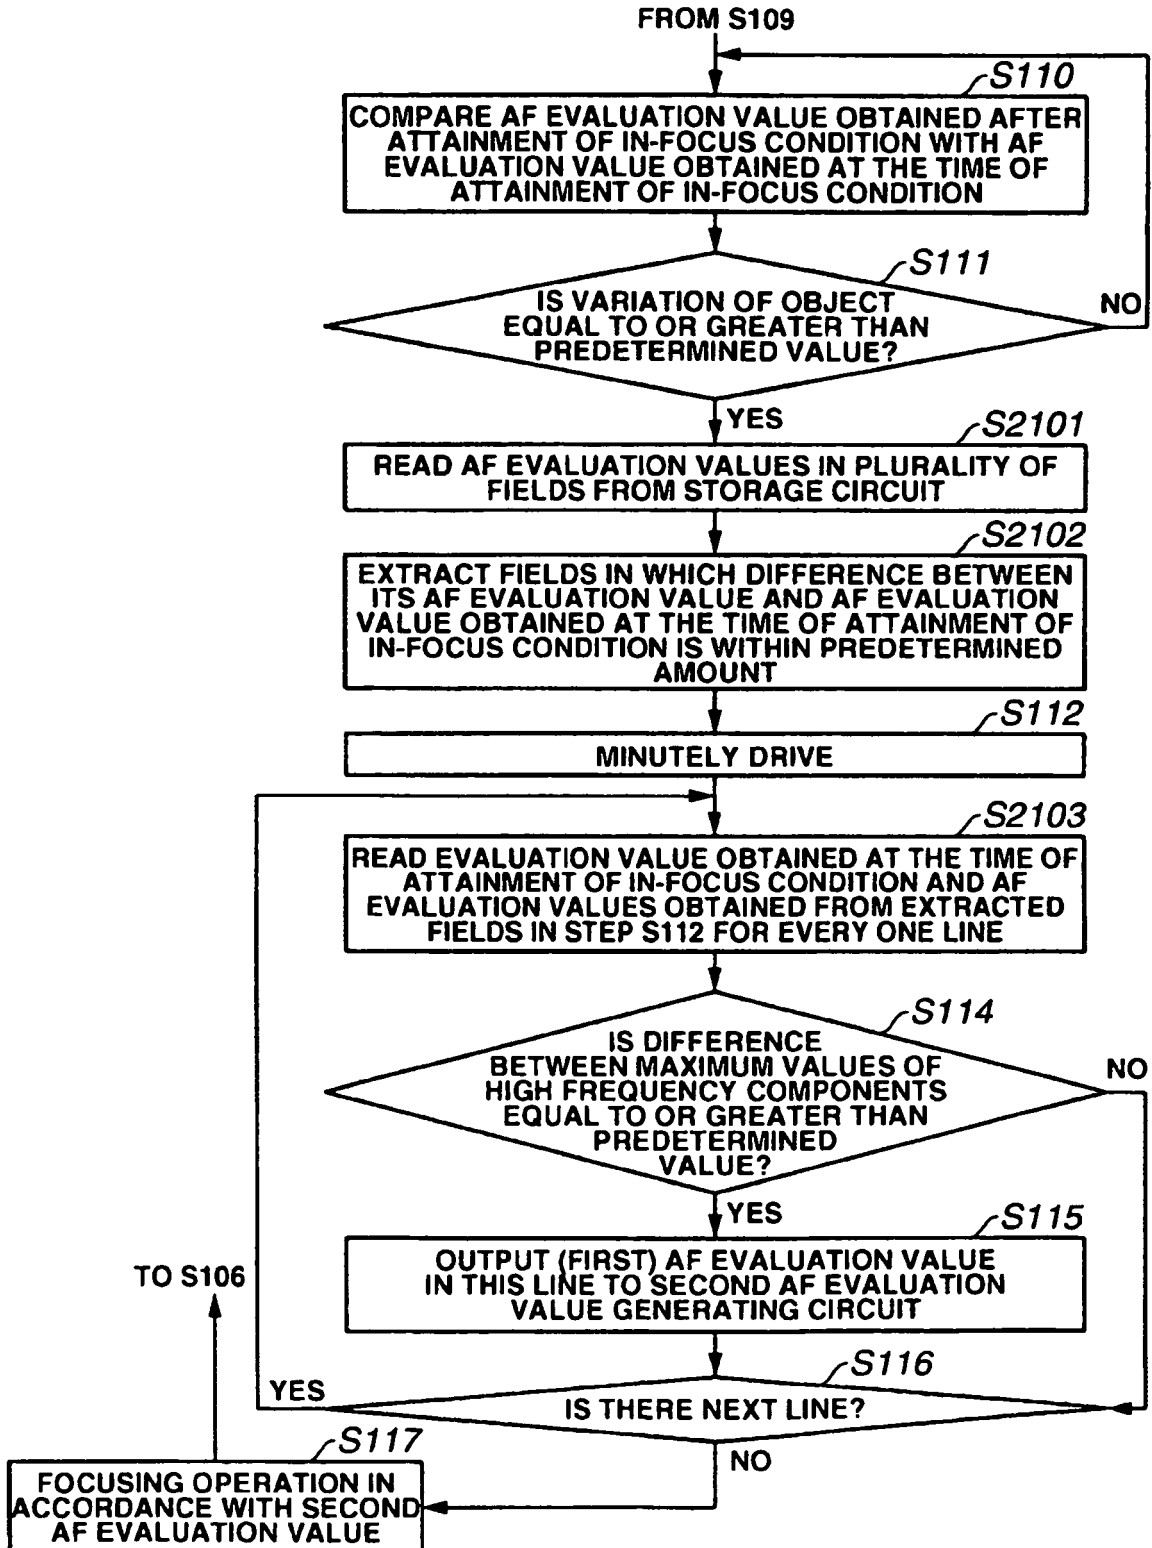 FROM S109
S110
COMPARE AF EVALUATION VALUE OBTAINED AFTER
ATTAINMENT OF IN-FOCUS CONDITION WITH AF
EVALUATION VALUE OBTAINED AT THE TIME OF
ATTAINMENT OF IN-FOCUS CONDITION
S111
IS VARIATION OF OBJECT
EQUAL TO OR GREATER THAN
PREDETERMINED VALUE?
NO
YES
S2101
READ AF EVALUATION VALUES IN PLURALITY OF
FIELDS FROM STORAGE CIRCUIT
S2102
EXTRACT FIELDS IN WHICH DIFFERENCE BETWEEN
ITS AF EVALUATION VALUE AND AF EVALUATION
VALUE OBTAINED AT THE TIME OF ATTAINMENT OF
IN-FOCUS CONDITION IS WITHIN PREDETERMINED
AMOUNT
S112
MINUTELY DRIVE
S2103
READ EVALUATION VALUE OBTAINED AT THE TIME OF
ATTAINMENT OF IN-FOCUS CONDITION AND AF
EVALUATION VALUES OBTAINED FROM EXTRACTED
FIELDS IN STEP S112 FOR EVERY ONE LINE
S114
IS DIFFERENCE
BETWEEN MAXIMUM VALUES OF
HIGH FREQUENCY COMPONENTS
EQUAL TO OR GREATER THAN
PREDETERMINED
VALUE?
NO
YES
S115
OUTPUT (FIRST) AF EVALUATION VALUE
IN THIS LINE TO SECOND AF EVALUATION
VALUE GENERATING CIRCUIT
TO S106
S116
IS THERE NEXT LINE?
YES
NO
S117
FOCUSING OPERATION IN
ACCORDANCE WITH SECOND
AF EVALUATION VALUE